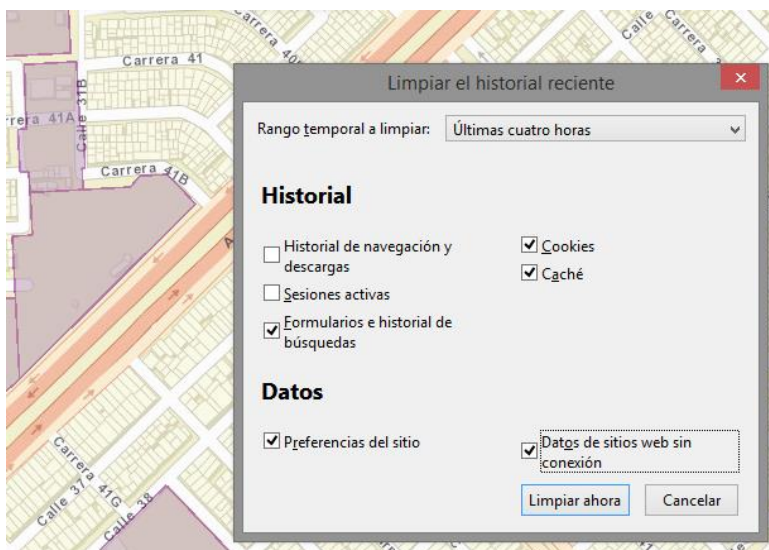 Carrera 41
Carrera
Calle
Carrera
rrera 41A
Calle 31B
Carrera 41B
Limpiar el historial reciente
Rango temporal a limpiar:
Últimas cuatro horas
Historial
Historial de navegación y
descargas
Cookies
Caché
Sesiones activas
Formularios e historial de
búsquedas
Datos
Preferencias del sitio
Datos de sitios web sin
conexión
Limpiar ahora
Cancelar
Carrera 41G
Calle 37
Calle 38